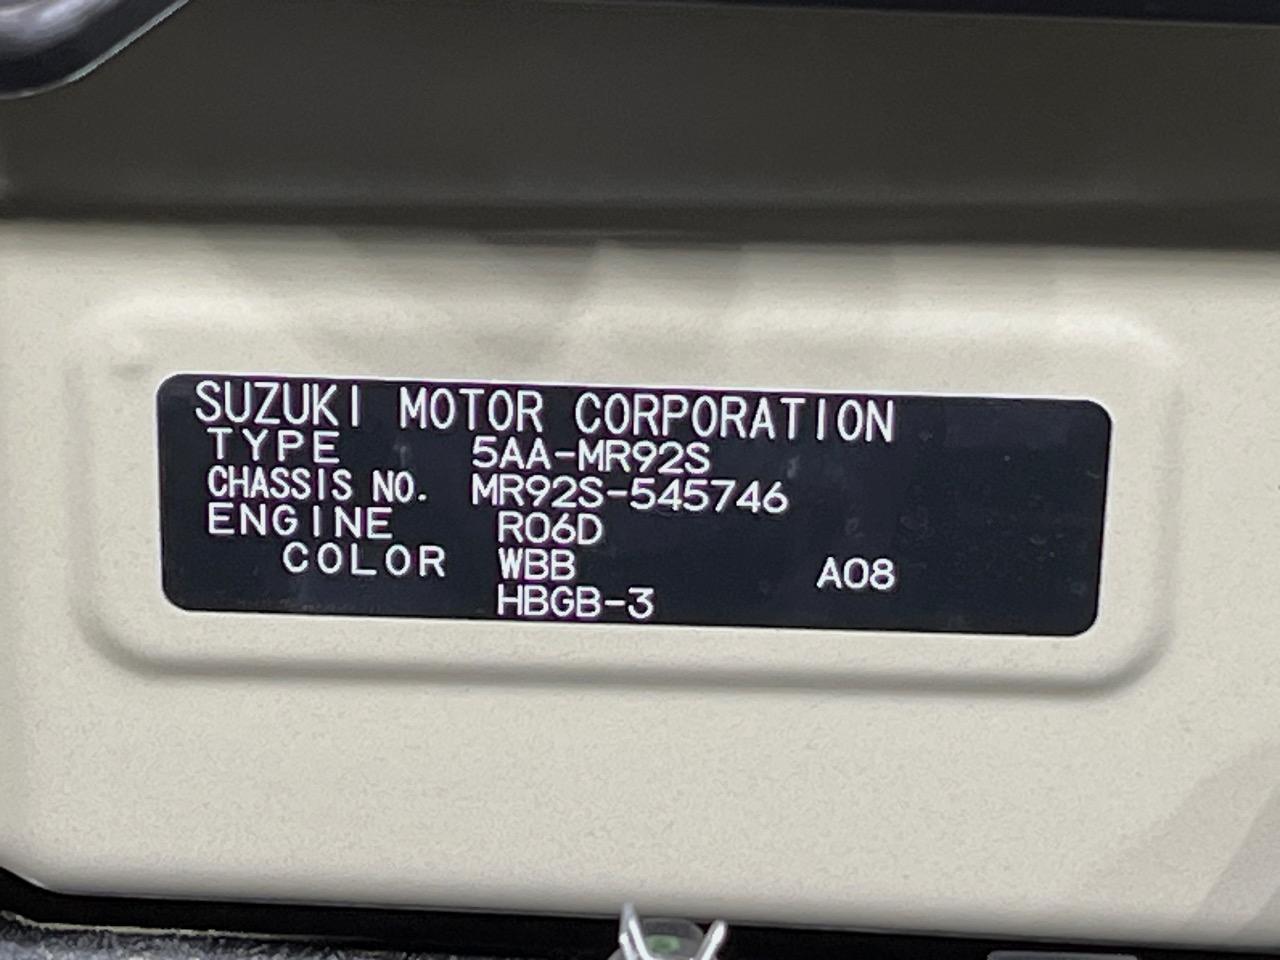 SUZUKI MOTOR CORPORATION
TYPE 5AA-MR92S
CHASSIS NO. MR92S-545746
ENGINE R06D
COLOR WBB A08
HBGB-3